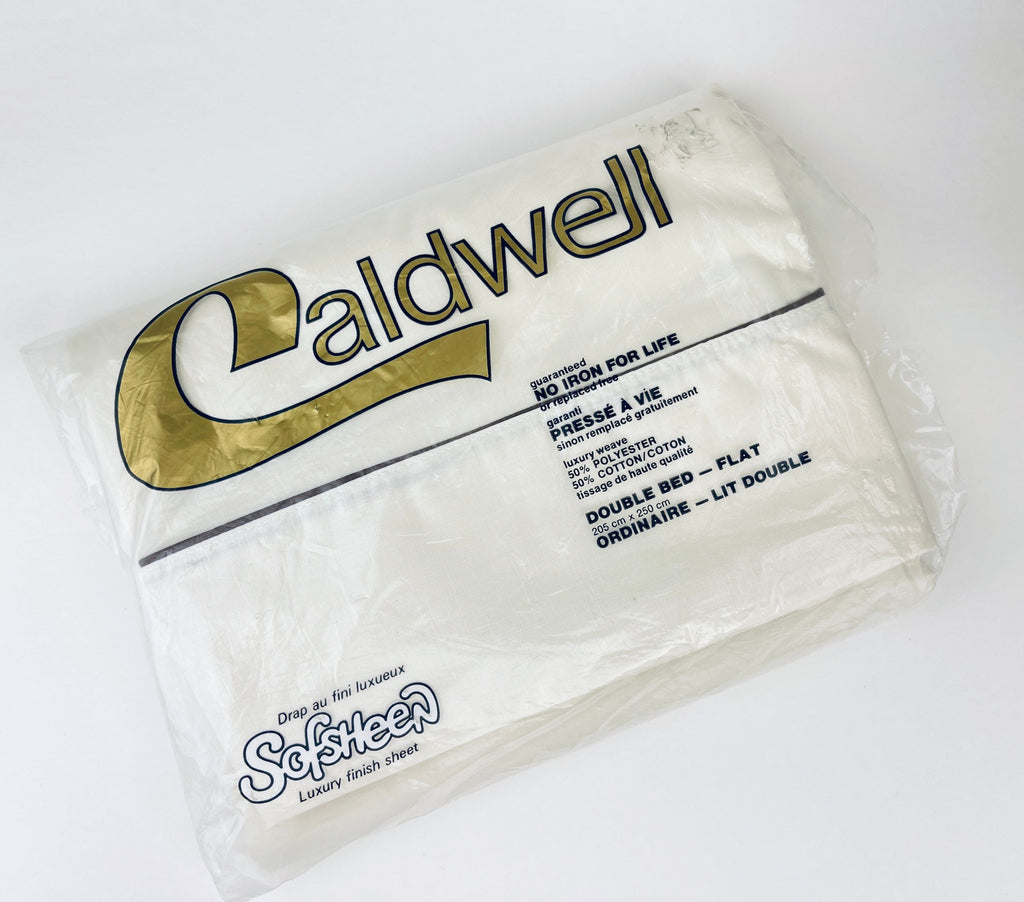 Caldwell
guaranteed
NO IRON FOR LIFE
or replaced free
garanti
PRESSÉ À VIE
sinon remplacé gratuitement
luxury weave
50% POLYESTER
50% COTTON/COTON
tissage de haute qualité
DOUBLE BED – FLAT
205 cm x 250 cm
ORDINAIRE – LIT DOUBLE
Drap au fini luxueux
SofSHeen
Luxury finish sheet